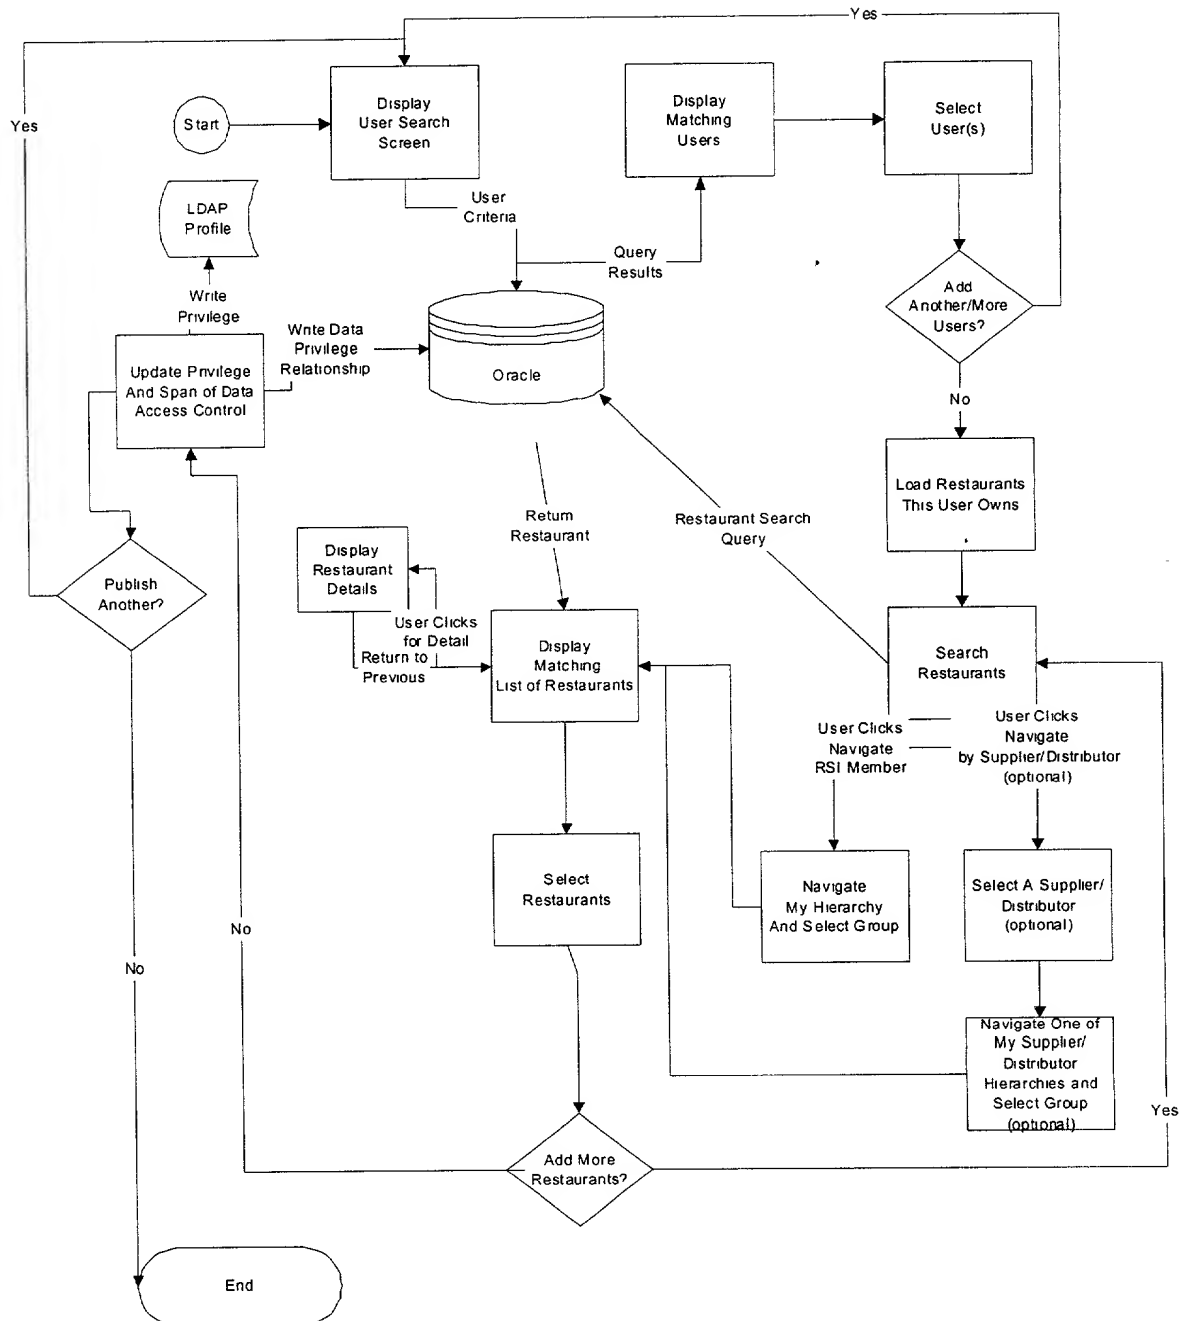 Yes
Yes
Start
Display
User Search
Screen
Display
Matching
Users
Select
User(s)
LDAP
Profile
User
Criteria
Query
Results
Write
Privilege
Write Data
Privilege
Relationship
Add
Another/More
Users?
Update Privilege
And Span of Data
Access Control
Oracle
No
Load Restaurants
This User Owns
Return
Restaurant
Restaurant Search
Query
Display
Restaurant
Details
Publish
Another?
User Clicks
for Detail
Return to
Previous
Display
Matching
List of Restaurants
Search
Restaurants
User Clicks
Navigate
RSI Member
User Clicks
Navigate
by Supplier/Distributor
(optional)
Select
Restaurants
Navigate
My Hierarchy
And Select Group
Select A Supplier/
Distributor
(optional)
No
No
Navigate One of
My Supplier/
Distributor
Hierarchies and
Select Group
(optional)
Yes
Add More
Restaurants?
End